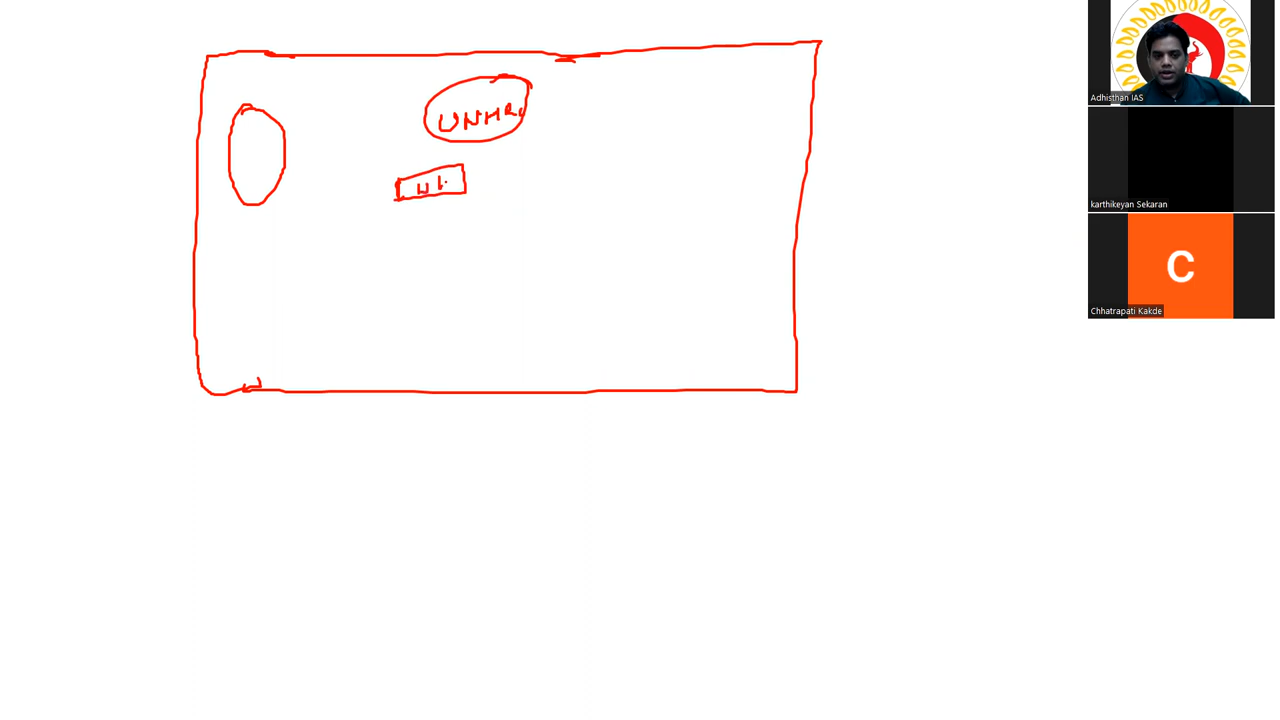 Adhisthan IAS
UNHRC
karthikeyan Sekaran
C
Chhatrapati Kakde